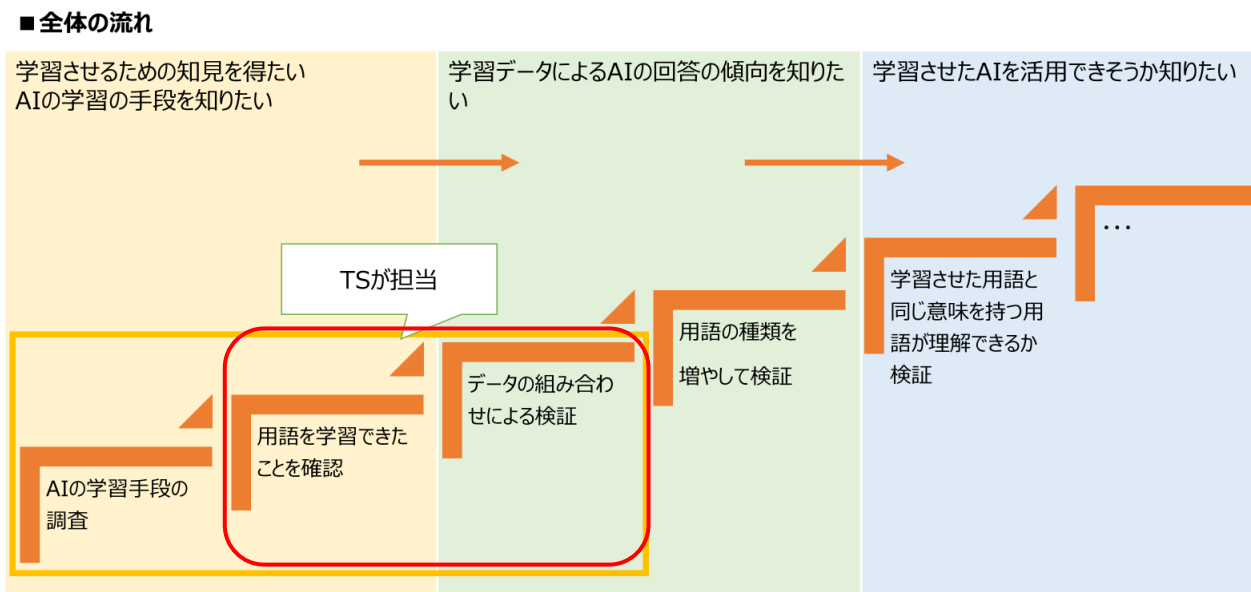 ■全体の流れ
学習させるための知見を得たい
AIの学習の手段を知りたい
学習データによるAIの回答の傾向を知りた
い
学習させたAIを活用できそうか知りたい
TSが担当
AIの学習手段の
調査
用語を学習できた
ことを確認
データの組み合わ
せによる検証
用語の種類を
増やして検証
学習させた用語と
同じ意味を持つ用
語が理解できるか
検証
…